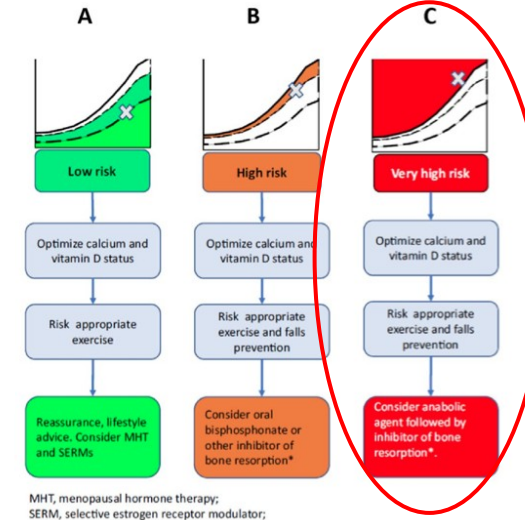 A
B
C
Low risk
High risk
Very high risk
Optimize calcium and
vitamin D status
Optimize calcium and
vitamin D status
Optimize calcium and
vitamin D status
Risk appropriate
exercise
Risk appropriate
exercise and falls
prevention
Risk appropriate
exercise and falls
prevention
Reassurance, lifestyle
advice. Consider MHT
and SERMs
Consider oral
bisphosphonate or
other inhibitor of
bone resorption*
Consider anabolic
agent followed by
inhibitor of bone
resorption*.
MHT, menopausal hormone therapy;
SERM, selective estrogen receptor modulator;